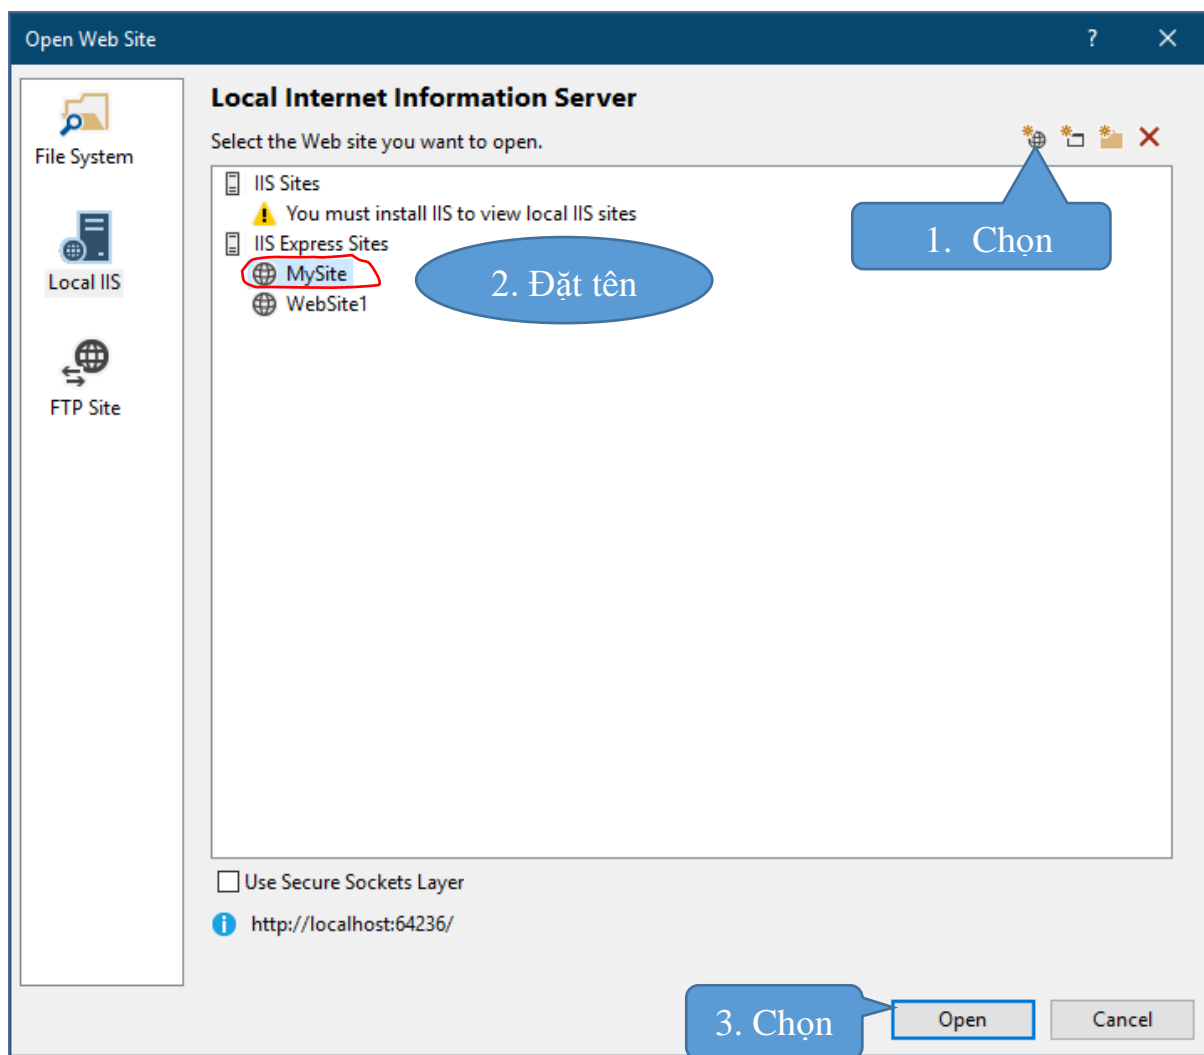 Open Web Site
?
File System
Local IIS
FTP Site
Local Internet Information Server
Select the Web site you want to open.
IIS Sites
You must install IIS to view local IIS sites
IIS Express Sites
MySite
WebSite1
1. Chọn
2. Đặt tên
Use Secure Sockets Layer
http://localhost:64236/
3. Chọn
Open
Cancel